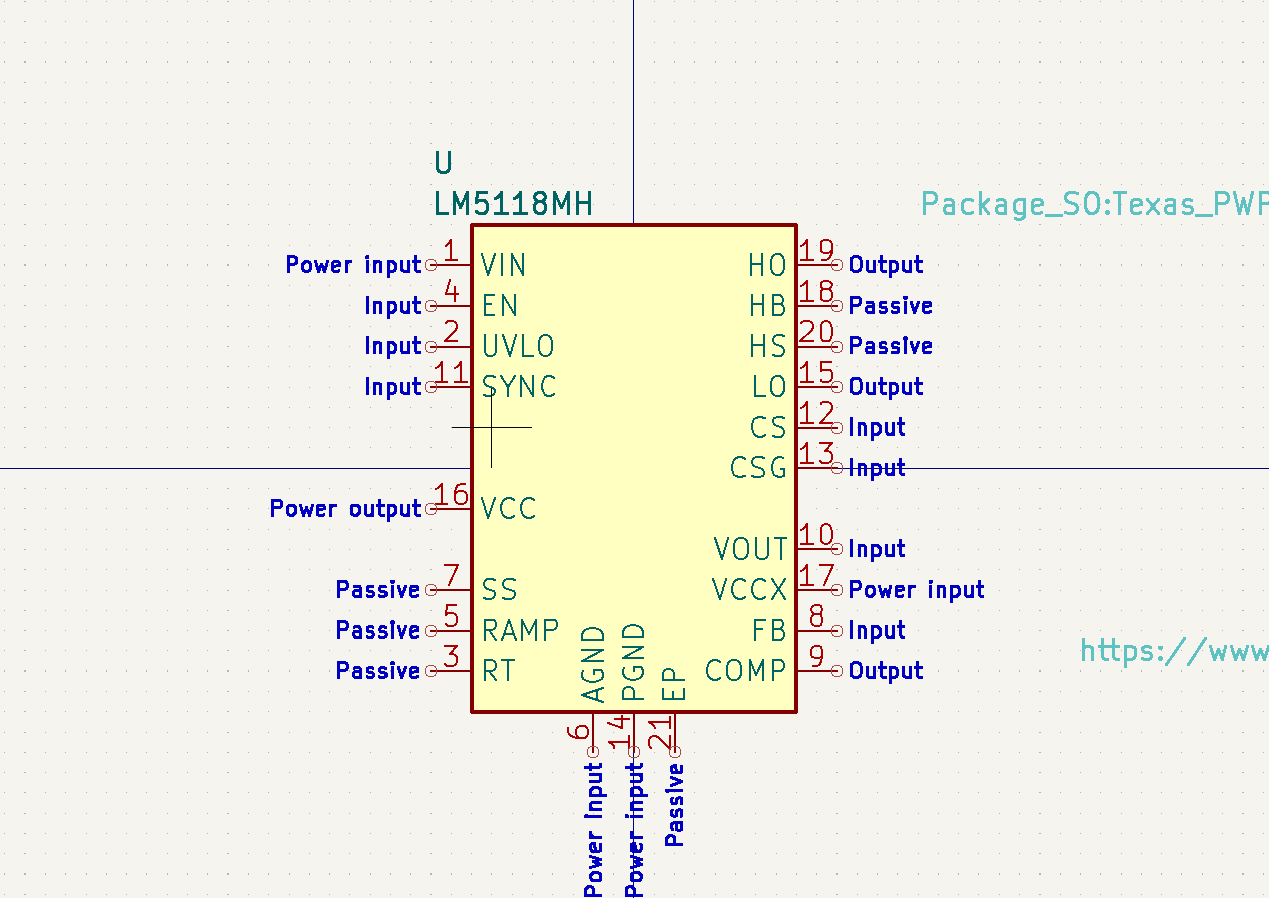 U
LM5118MH
Package_SO:Texas_PWP
Power input 1 VIN HO 19 Output
Input 4 EN HB 18 Passive
Input 2 UVLO HS 20 Passive
Input 11 SYNC LO 15 Output
CS 12 Input
CSG 13 Input
Power output 16 VCC
VOUT 10 Input
Passive 7 SS VCCX 17 Power input
Passive 5 RAMP FB 8 Input
https://www
Passive 3 RT COMP 9 Output
AGND 6 Power input
PGND 14 Power input
EP 21 Passive